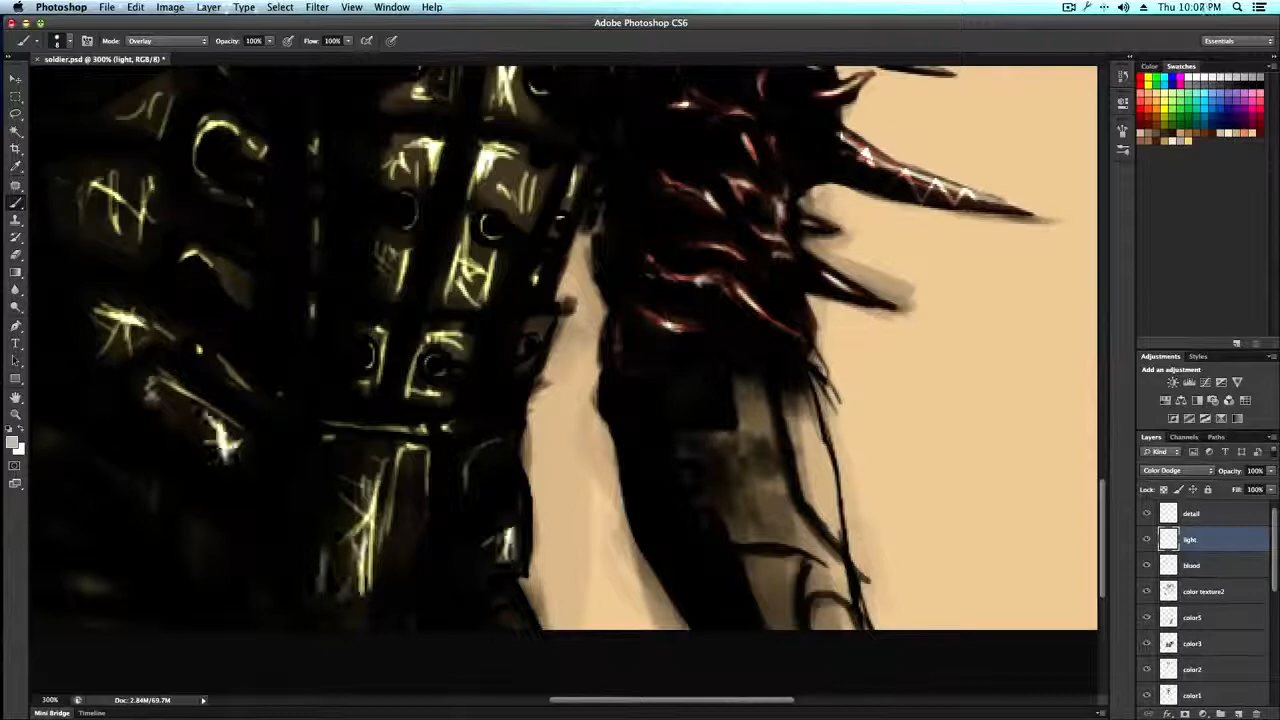 Photoshop File Edit Image Layer Type Select Filter View Window Help Thu 10:07 PM
Adobe Photoshop CS6
Mode: Overlay Opacity: 100% Flow: 100% Essentials
× soldier.psd @ 300% (light, RGB/8) *
Color Swatches
Adjustments Styles
Add an adjustment
Layers Channels Paths
Kind
Color Dodge Opacity: 100%
Lock: Fill: 100%
detail
light
blood
color texture2
color5
color3
color2
color1
300% Doc: 2.84M/69.7M
Mini Bridge Timeline